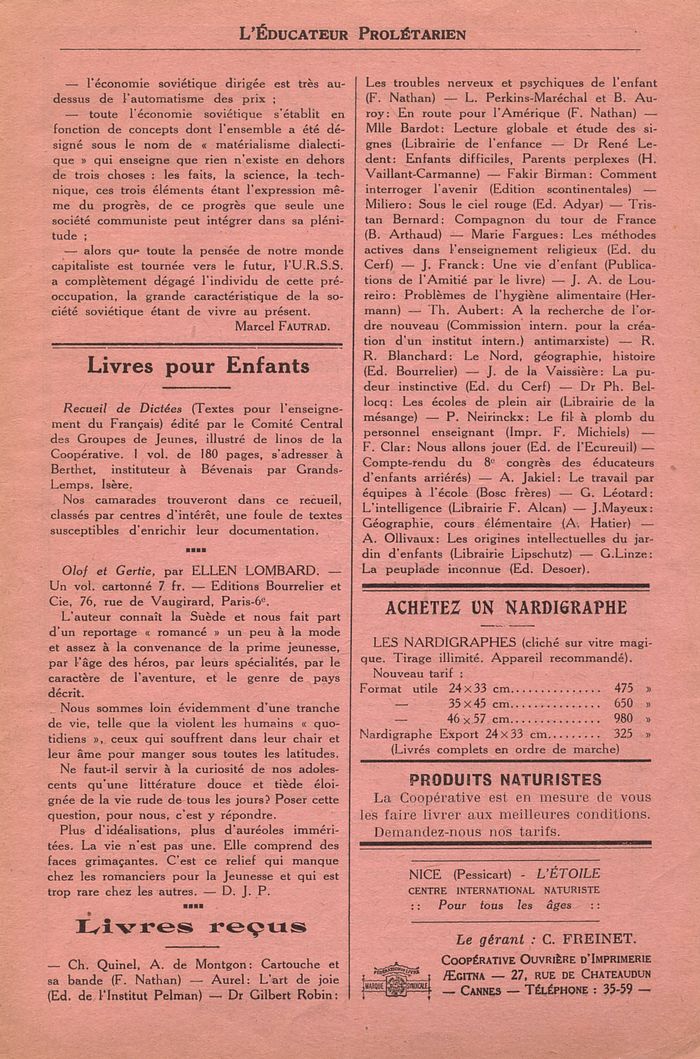 L'ÉDUCATEUR PROLÉTARIEN
— l'économie soviétique dirigée est très au-
dessus de l'automatisme des prix ;
— toute l'économie soviétique s'établit en
fonction de concepts dont l'ensemble a été dé-
signé sous le nom de « matérialisme dialecti-
que » qui enseigne que rien n'existe en dehors
de trois choses : les faits, la science, la tech-
nique, ces trois éléments étant l'expression mê-
me du progrès, de ce progrès que seule une
société communiste peut intégrer dans sa pléni-
tude ;
— alors que toute la pensée de notre monde
capitaliste est tournée vers le futur, l'U.R.S.S.
a complètement dégagé l'individu de cette pré-
occupation, la grande caractéristique de la so-
ciété soviétique étant de vivre au présent.
Marcel FAUTRAD.
Livres pour Enfants
Recueil de Dictées (Textes pour l'enseigne-
ment du Français) édité par le Comité Central
des Groupes de Jeunes, illustré de linos de la
Coopérative. 1 vol. de 180 pages, s'adresser à
Berthet, instituteur à Bévenais par Grands-
Lemps. Isère.
Nos camarades trouveront dans ce recueil,
classés par centres d'intérêt, une foule de textes
susceptibles d'enrichir leur documentation.
Olof et Gertie, par ELLEN LOMBARD. —
Un vol. cartonné 7 fr. — Editions Bourrelier et
Cie, 76, rue de Vaugirard, Paris-6e.
L'auteur connaît la Suède et nous fait part
d'un reportage « romancé » un peu à la mode
et assez à la convenance de la prime jeunesse,
par l'âge des héros, par leurs spécialités, par le
caractère de l'aventure, et le genre de pays
décrit.
Nous sommes loin évidemment d'une tranche
de vie, telle que la violent les humains « quo-
tidiens », ceux qui souffrent dans leur chair et
leur âme pour manger sous toutes les latitudes.
Ne faut-il servir à la curiosité de nos adoles-
cents qu'une littérature douce et tiède éloi-
gnée de la vie rude de tous les jours? Poser cette
question, pour nous, c'est y répondre.
Plus d'idéalisations, plus d'auréoles imméri-
tées. La vie n'est pas une. Elle comprend des
faces grimaçantes. C'est ce relief qui manque
chez les romanciers pour la Jeunesse et qui est
trop rare chez les autres. — D. J. P.
Livres reçus
— Ch. Quinel, A. de Montgon: Cartouche et
sa bande (F. Nathan) — Aurel: L'art de joie
(Ed. de l'Institut Pelman) — Dr Gilbert Robin:
Les troubles nerveux et psychiques de l'enfant
(F. Nathan) — L. Perkins-Maréchal et B. Au-
roy: En route pour l'Amérique (F. Nathan) —
Mlle Bardot: Lecture globale et étude des si-
gnes (Librairie de l'enfance — Dr René Le-
dent: Enfants difficiles, Parents perplexes (H.
Vaillant-Carmanne) — Fakir Birman: Comment
interroger l'avenir (Edition scontinentales) —
Miliero: Sous le ciel rouge (Ed. Adyar) — Tris-
tan Bernard: Compagnon du tour de France
(B. Arthaud) — Marie Fargues: Les méthodes
actives dans l'enseignement religieux (Ed. du
Cerf) — J. Franck: Une vie d'enfant (Publica-
tions de l'Amitié par le livre) — J. A. de Lou-
reiro: Problèmes de l'hygiène alimentaire (Her-
mann) — Th. Aubert: A la recherche de l'or-
dre nouveau (Commission intern. pour la créa-
tion d'un institut intern.) antimarxiste) — R.
R. Blanchard: Le Nord, géographie, histoire
(Ed. Bourrelier) — J. de la Vaissière: La pu-
deur instinctive (Ed. du Cerf) — Dr Ph. Bel-
locq: Les écoles de plein air (Librairie de la
mésange) — P. Neirinckx: Le fil à plomb du
personnel enseignant (Impr. F. Michiels) —
F. Clar: Nous allons jouer (Ed. de l'Ecureuil) —
Compte-rendu du 8e congrès des éducateurs
d'enfants arriérés) — A. Jakiel: Le travail par
équipes à l'école (Bosc frères) — G. Léotard:
L'intelligence (Librairie F. Alcan) — J.Mayeux:
Géographie, cours élémentaire (A. Hatier) —
A. Ollivaux: Les origines intellectuelles du jar-
din d'enfants (Librairie Lipschutz) — G.Linze:
La peuplade inconnue (Ed. Desoer).
ACHETEZ UN NARDIGRAPHE
LES NARDIGRAPHES (cliché sur vitre magi-
que. Tirage illimité. Appareil recommandé).
Nouveau tarif :
Format utile 24×33 cm............... 475 »
— 35×45 cm............... 650 »
— 46×57 cm............... 980 »
Nardigraphe Export 24×33 cm......... 325 »
(Livrés complets en ordre de marche)
PRODUITS NATURISTES
La Coopérative est en mesure de vous
les faire livrer aux meilleures conditions.
Demandez-nous nos tarifs.
NICE (Pessicart) - L'ÉTOILE
CENTRE INTERNATIONAL NATURISTE
:: Pour tous les âges ::
Le gérant : C. FREINET.
COOPÉRATIVE OUVRIÈRE D'IMPRIMERIE
ÆGITNA — 27, RUE DE CHATEAUDUN
— CANNES — TÉLÉPHONE : 35-59 —
MARQUE SYNDICALE